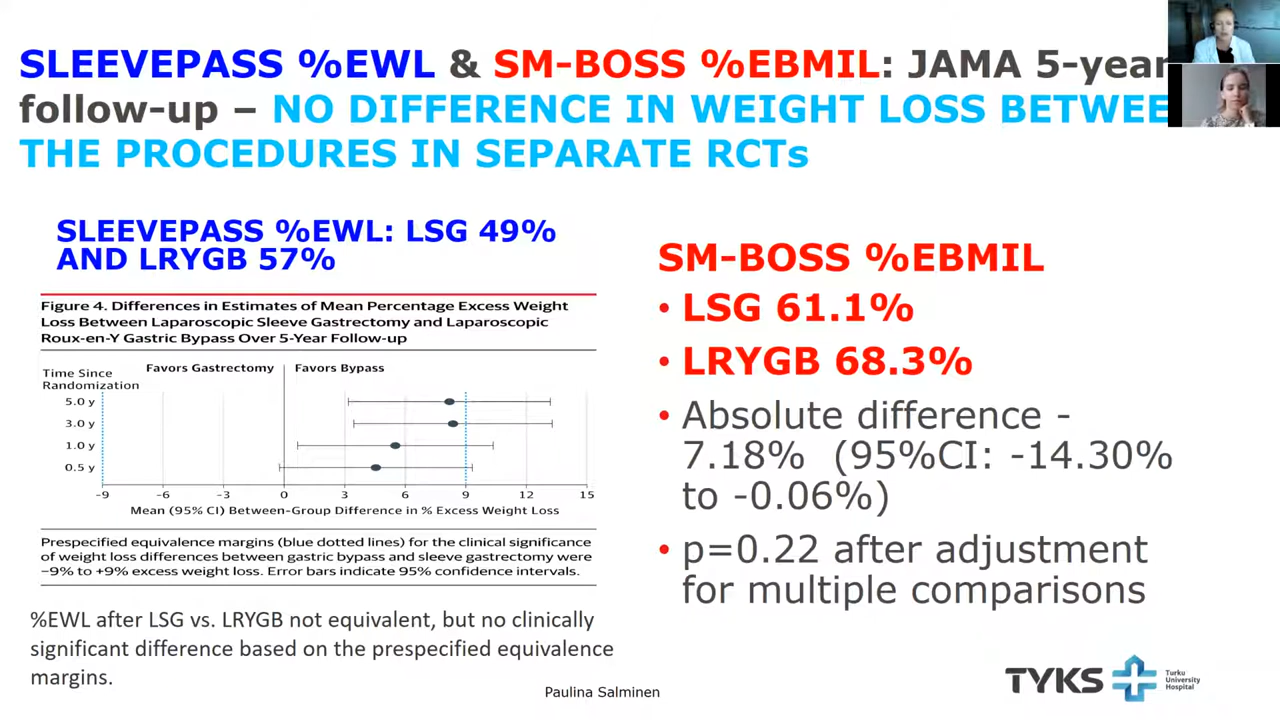 SLEEVEPASS %EWL & SM-BOSS %EBMIL: JAMA 5-year
follow-up – NO DIFFERENCE IN WEIGHT LOSS BETWEE
THE PROCEDURES IN SEPARATE RCTs
SLEEVEPASS %EWL: LSG 49%
AND LRYGB 57%
Figure 4. Differences in Estimates of Mean Percentage Excess Weight
Loss Between Laparoscopic Sleeve Gastrectomy and Laparoscopic
Roux-en-Y Gastric Bypass Over 5-Year Follow-up
Time Since
Randomization
Favors Gastrectomy
Favors Bypass
5.0 y
3.0 y
1.0 y
0.5 y
-9 -6 -3 0 3 6 9 12 15
Mean (95% CI) Between-Group Difference in % Excess Weight Loss
Prespecified equivalence margins (blue dotted lines) for the clinical significance
of weight loss differences between gastric bypass and sleeve gastrectomy were
−9% to +9% excess weight loss. Error bars indicate 95% confidence intervals.
%EWL after LSG vs. LRYGB not equivalent, but no clinically
significant difference based on the prespecified equivalence
margins.
SM-BOSS %EBMIL
• LSG 61.1%
• LRYGB 68.3%
• Absolute difference -
7.18% (95%CI: -14.30%
to -0.06%)
• p=0.22 after adjustment
for multiple comparisons
Paulina Salminen
TYKS
Turku
University
Hospital